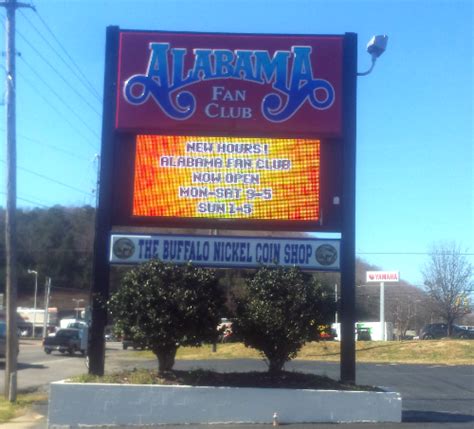 ALABAMA
FAN
CLUB
NEW HOURS!
ALABAMA FAN CLUB
NOW OPEN
MON-SAT 9-5
SUN 1-5
THE BUFFALO NICKEL COIN SHOP
YAMAHA